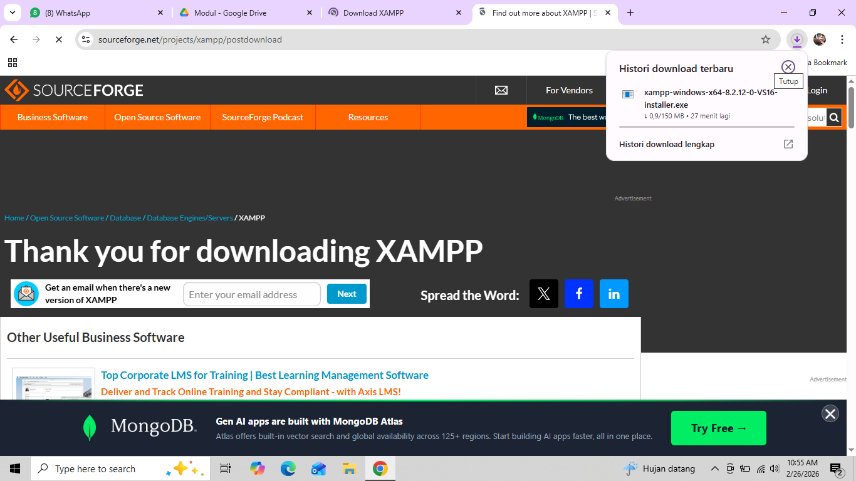 (8) WhatsApp
Modul - Google Drive
Download XAMPP
Find out more about XAMPP | S
sourceforge.net/projects/xampp/postdownload
a Bookmark
Histori download terbaru
Tutup
xampp-windows-x64-8.2.12-0-VS16-
installer.exe
↓ 0,9/150 MB • 27 menit lagi
Histori download lengkap
SOURCEFORGE
For Vendors
Login
Business Software
Open Source Software
SourceForge Podcast
Resources
MongoDB
The best w
solut
Advertisement
Home / Open Source Software / Database / Database Engines/Servers / XAMPP
Thank you for downloading XAMPP
Get an email when there's a new
version of XAMPP
Enter your email address
Next
Spread the Word:
Other Useful Business Software
Top Corporate LMS for Training | Best Learning Management Software
Deliver and Track Online Training and Stay Compliant - with Axis LMS!
Advertisement
MongoDB.
Gen AI apps are built with MongoDB Atlas
Atlas offers built-in vector search and global availability across 125+ regions. Start building AI apps faster, all in one place.
Try Free →
Type here to search
Hujan datang
10:55 AM
2/26/2026
2